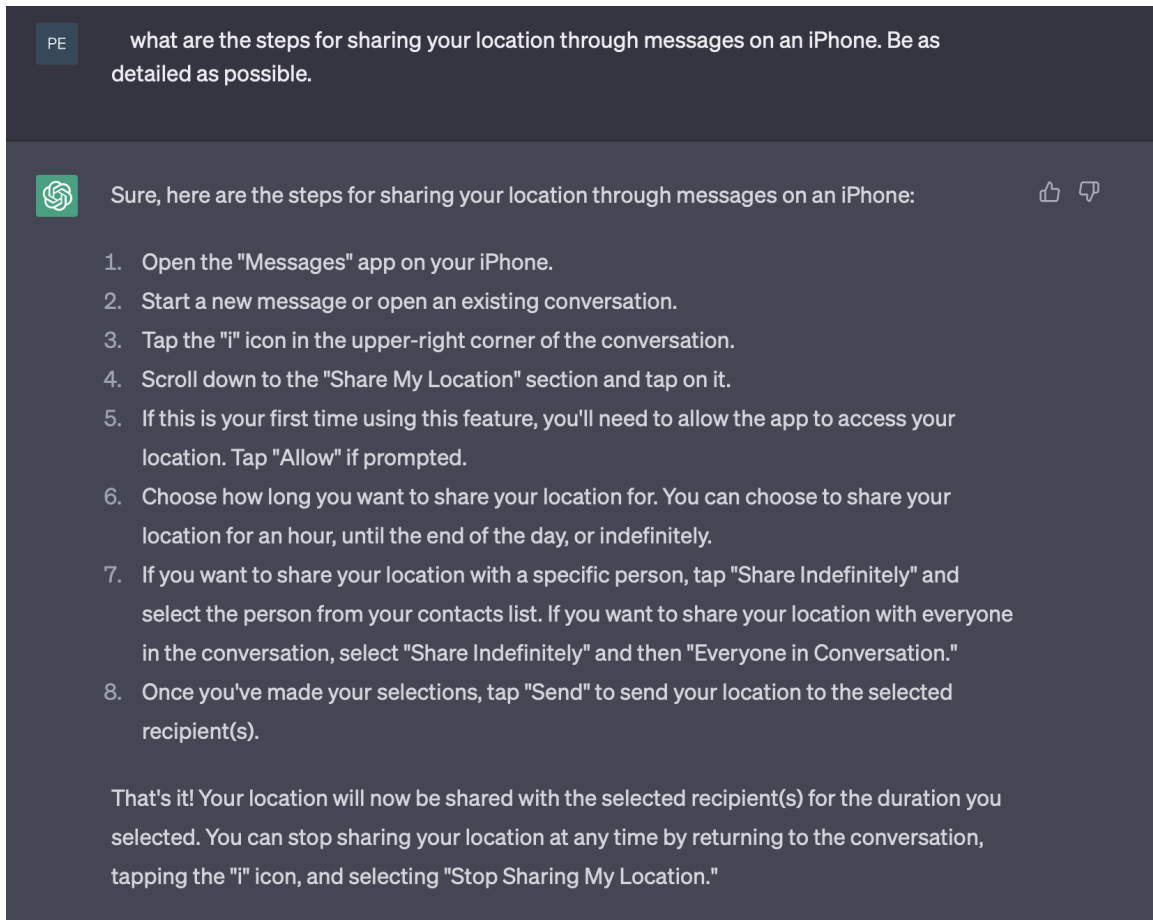 PE
what are the steps for sharing your location through messages on an iPhone. Be as
detailed as possible.
Sure, here are the steps for sharing your location through messages on an iPhone:
1. Open the "Messages" app on your iPhone.
2. Start a new message or open an existing conversation.
3. Tap the "i" icon in the upper-right corner of the conversation.
4. Scroll down to the "Share My Location" section and tap on it.
5. If this is your first time using this feature, you'll need to allow the app to access your
location. Tap "Allow" if prompted.
6. Choose how long you want to share your location for. You can choose to share your
location for an hour, until the end of the day, or indefinitely.
7. If you want to share your location with a specific person, tap "Share Indefinitely" and
select the person from your contacts list. If you want to share your location with everyone
in the conversation, select "Share Indefinitely" and then "Everyone in Conversation."
8. Once you've made your selections, tap "Send" to send your location to the selected
recipient(s).
That's it! Your location will now be shared with the selected recipient(s) for the duration you
selected. You can stop sharing your location at any time by returning to the conversation,
tapping the "i" icon, and selecting "Stop Sharing My Location."